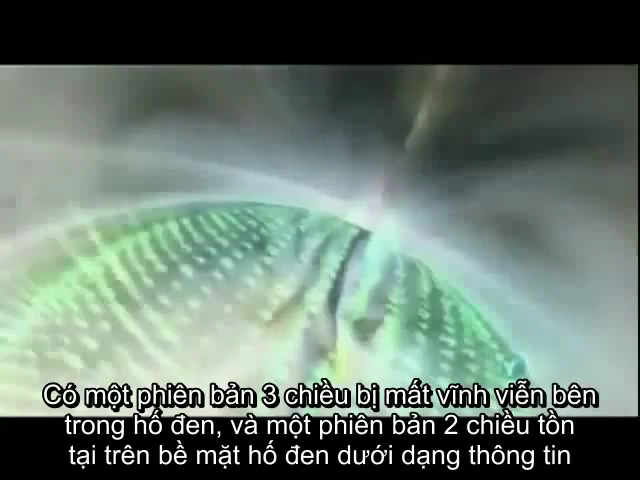 Có một phiên bản 3 chiều bị mất vĩnh viễn bên
trong hố đen, và một phiên bản 2 chiều tồn
tại trên bề mặt hố đen dưới dạng thông tin